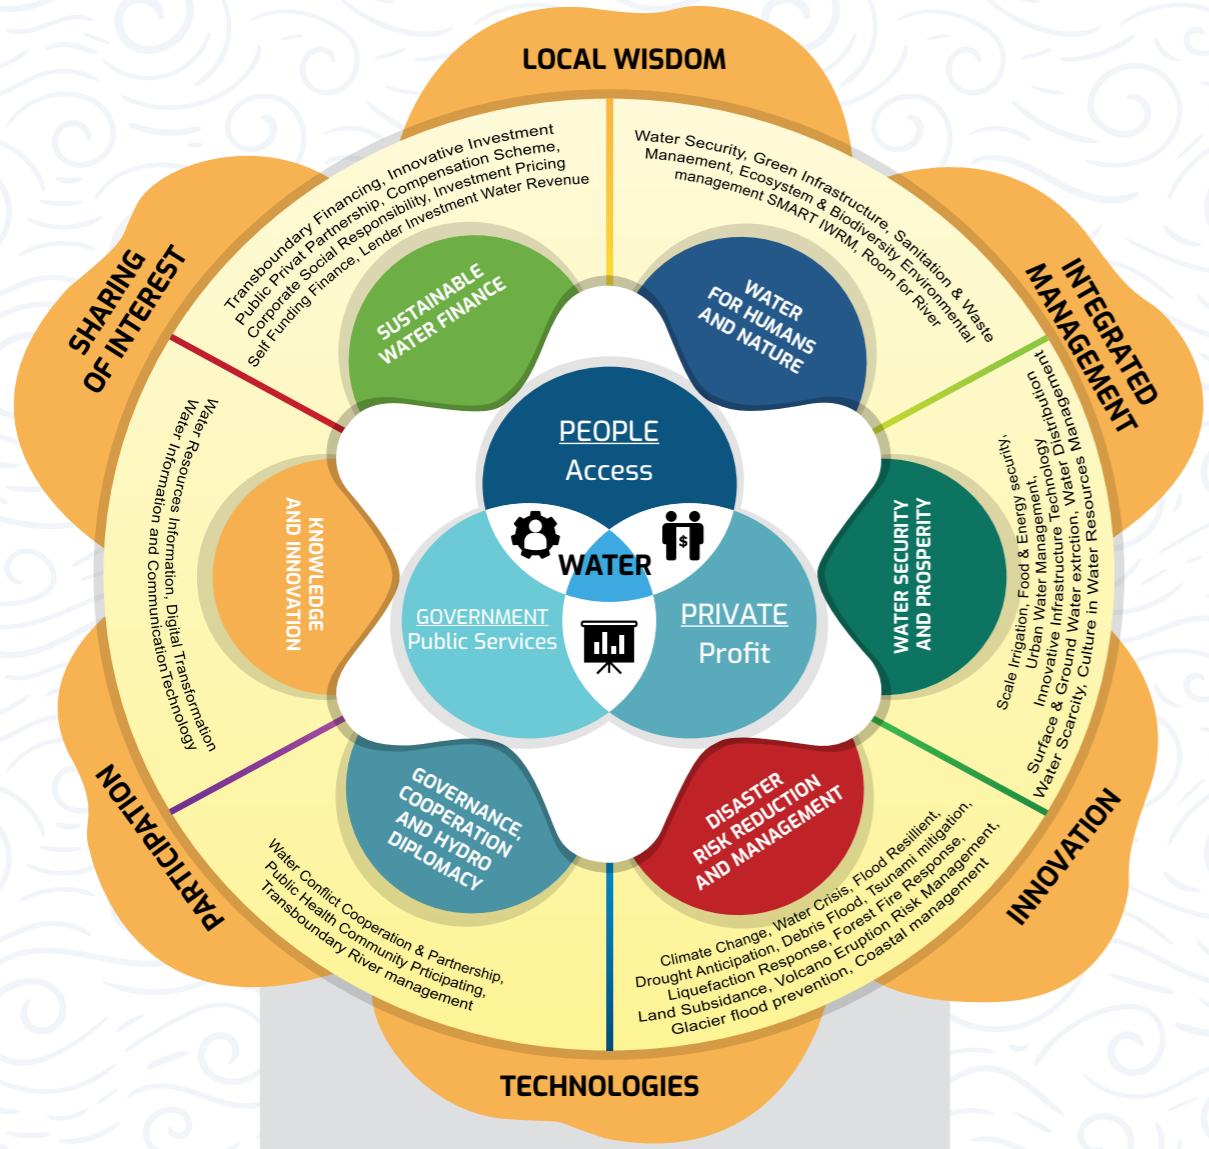 LOCAL WISDOM
INTEGRATED
MANAGEMENT
INNOVATION
TECHNOLOGIES
PARTICIPATION
SHARING
OF INTEREST
Transboundary Financing, Innovative Investment
Public Privat Partnership, Compensation Scheme,
Corporate Social Responsibility, Investment Pricing
Self Funding Finance, Lender Investment Water Revenue
SUSTAINABLE
WATER FINANCE
Water Security, Green Infrastructure, Sanitation & Waste
Manaement, Ecosystem & Biodiversity Environmental
management SMART IWRM, Room for River
WATER
FOR HUMANS
AND NATURE
Scale Irrigation, Food & Energy security,
Urban Water Management,
Innovative Infrastructure Technology
Surface & Ground Water extrction, Water Distribution
Water Scarcity, Culture in Water Resources Management
WATER SECURITY
AND PROSPERITY
Climate Change, Water Crisis, Flood Resillient,
Drought Anticipation, Debris Flood, Tsunami mitigation,
Liquefaction Response, Forest Fire Response,
Land Subsidance, Volcano Eruption Risk Management,
Glacier flood prevention, Coastal management
DISASTER
RISK REDUCTION
AND MANAGEMENT
Water Conflict Cooperation & Partnership,
Public Health Community Prticipating,
Transboundary River management
GOVERNANCE,
COOPERATION
AND HYDRO
DIPLOMACY
Water Resources Information, Digital Transformation
Water Information and CommunicationTechnology
KNOWLEDGE
AND INNOVATION
PEOPLE
Access
$
WATER
GOVERNMENT
Public Services
PRIVATE
Profit